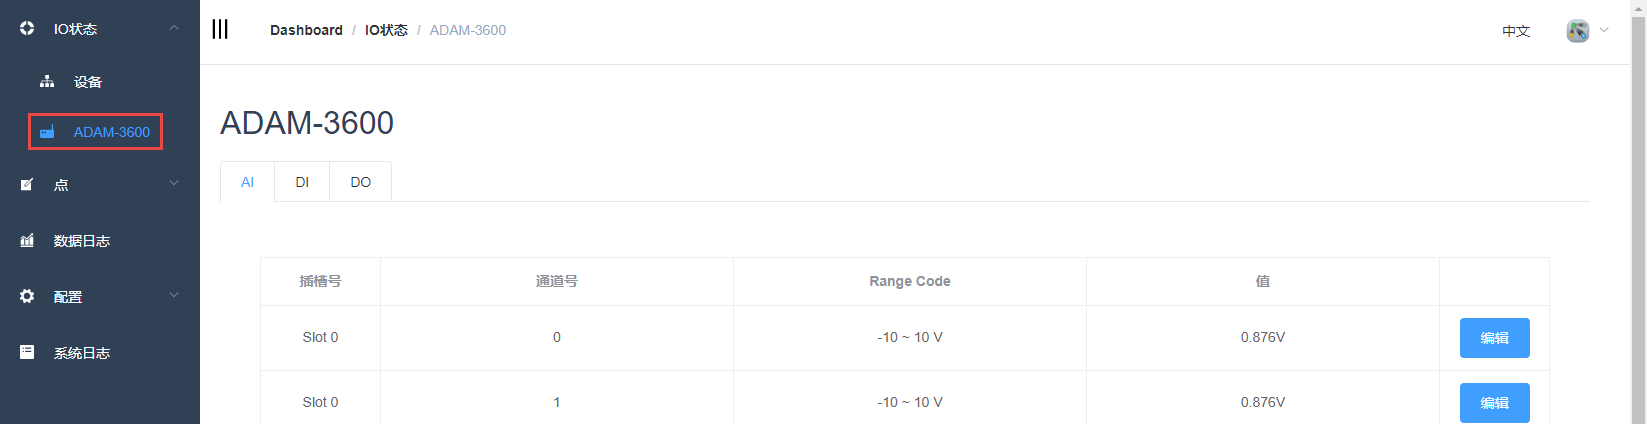 IO状态
设备
ADAM-3600
点
数据日志
配置
系统日志
Dashboard / IO状态 / ADAM-3600
中文
ADAM-3600
AI DI DO
插槽号 通道号 Range Code 值
Slot 0 0 -10 ~ 10 V 0.876V 编辑
Slot 0 1 -10 ~ 10 V 0.876V 编辑